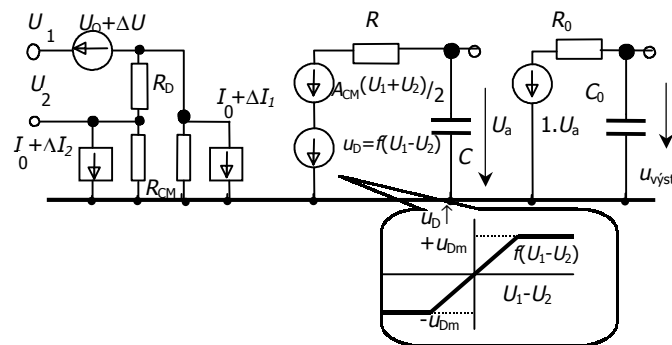 U1
U0+ΔU
U2
RD
I0+ΔI1
I0+ΔI2
RCM
R
ACM(U1+U2)/2
uD=f(U1-U2)
C
Ua
R0
C0
1.Ua
uvýst
uD ↑
+uDm
f(U1-U2)
U1-U2
-uDm